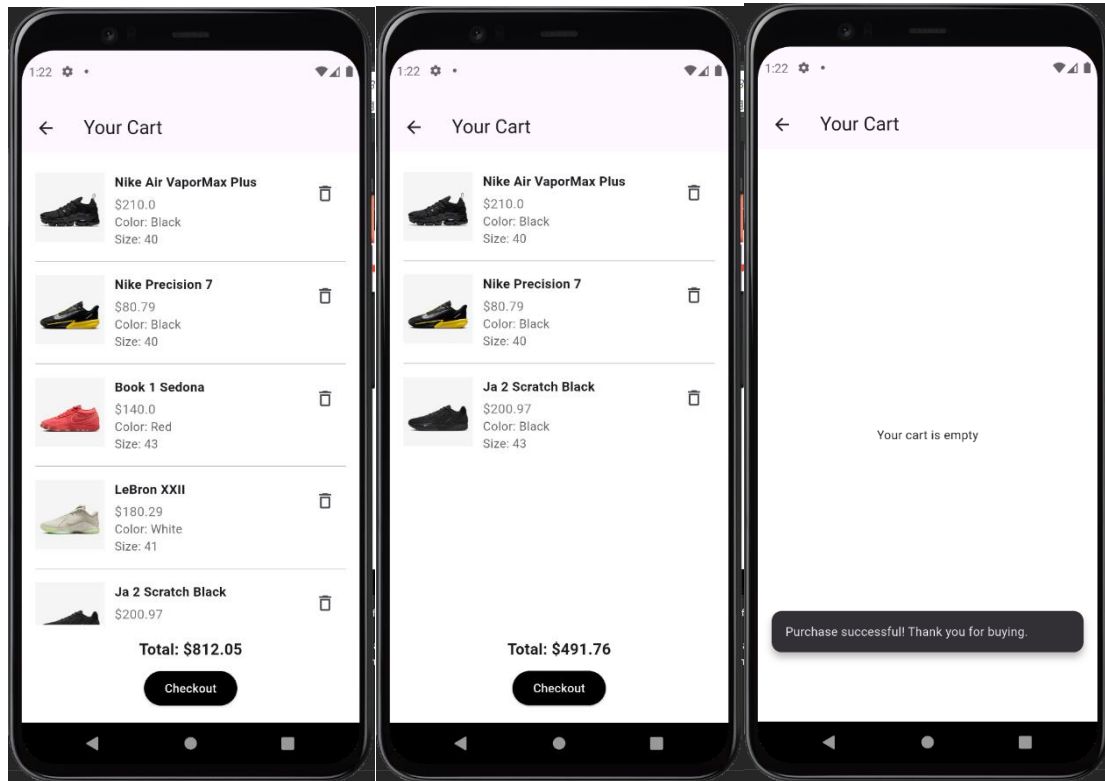 1:22
Your Cart
Nike Air VaporMax Plus
$210.0
Color: Black
Size: 40
Nike Precision 7
$80.79
Color: Black
Size: 40
Book 1 Sedona
$140.0
Color: Red
Size: 43
LeBron XXII
$180.29
Color: White
Size: 41
Ja 2 Scratch Black
$200.97
Total: $812.05
Checkout
1:22
Your Cart
Nike Air VaporMax Plus
$210.0
Color: Black
Size: 40
Nike Precision 7
$80.79
Color: Black
Size: 40
Ja 2 Scratch Black
$200.97
Color: Black
Size: 43
Total: $491.76
Checkout
1:22
Your Cart
Your cart is empty
Purchase successful! Thank you for buying.